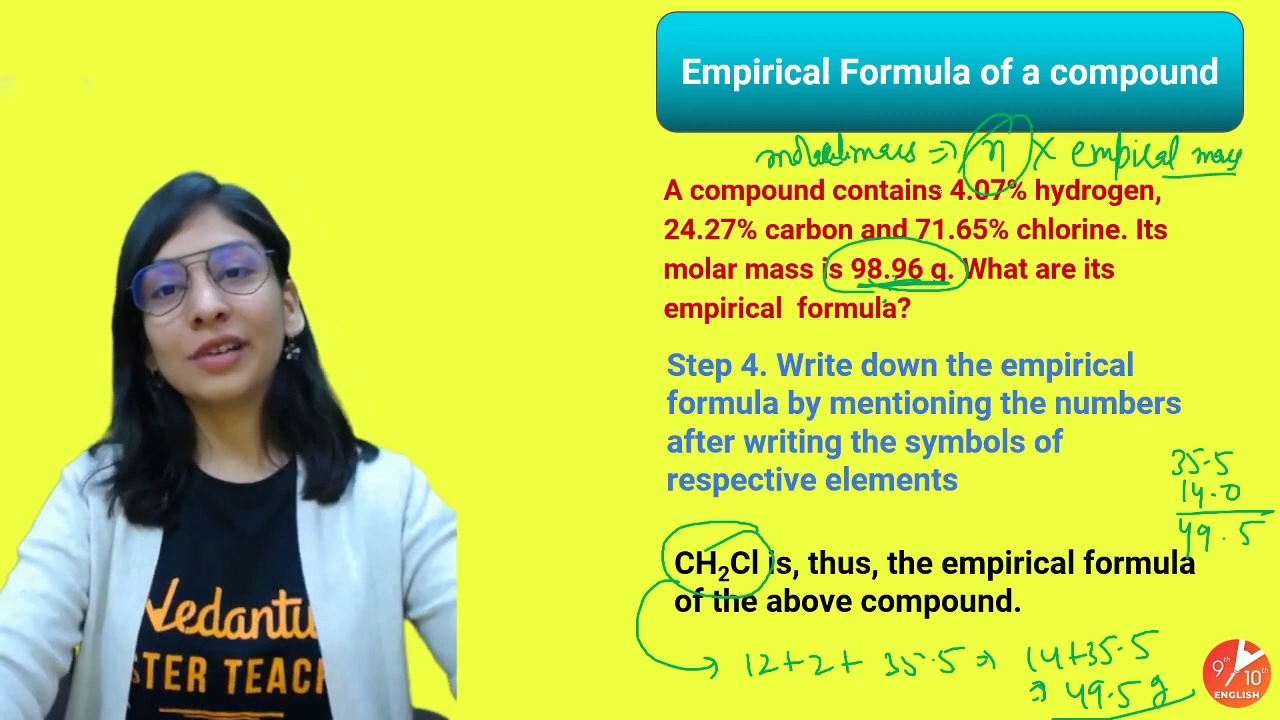 Empirical Formula of a compound
⇒ n × empirical mass
A compound contains 4.07% hydrogen,
24.27% carbon and 71.65% chlorine. Its
molar mass is 98.96 g. What are its
empirical formula?
Step 4. Write down the empirical
formula by mentioning the numbers
after writing the symbols of
respective elements
35.5
14.0
49.5
CH₂Cl is, thus, the empirical formula
of the above compound.
12+2+ 35.5 ⇒ 14+35.5
⇒ 49.5 g
Vedantu
STER TEAC
9th 10th
ENGLISH